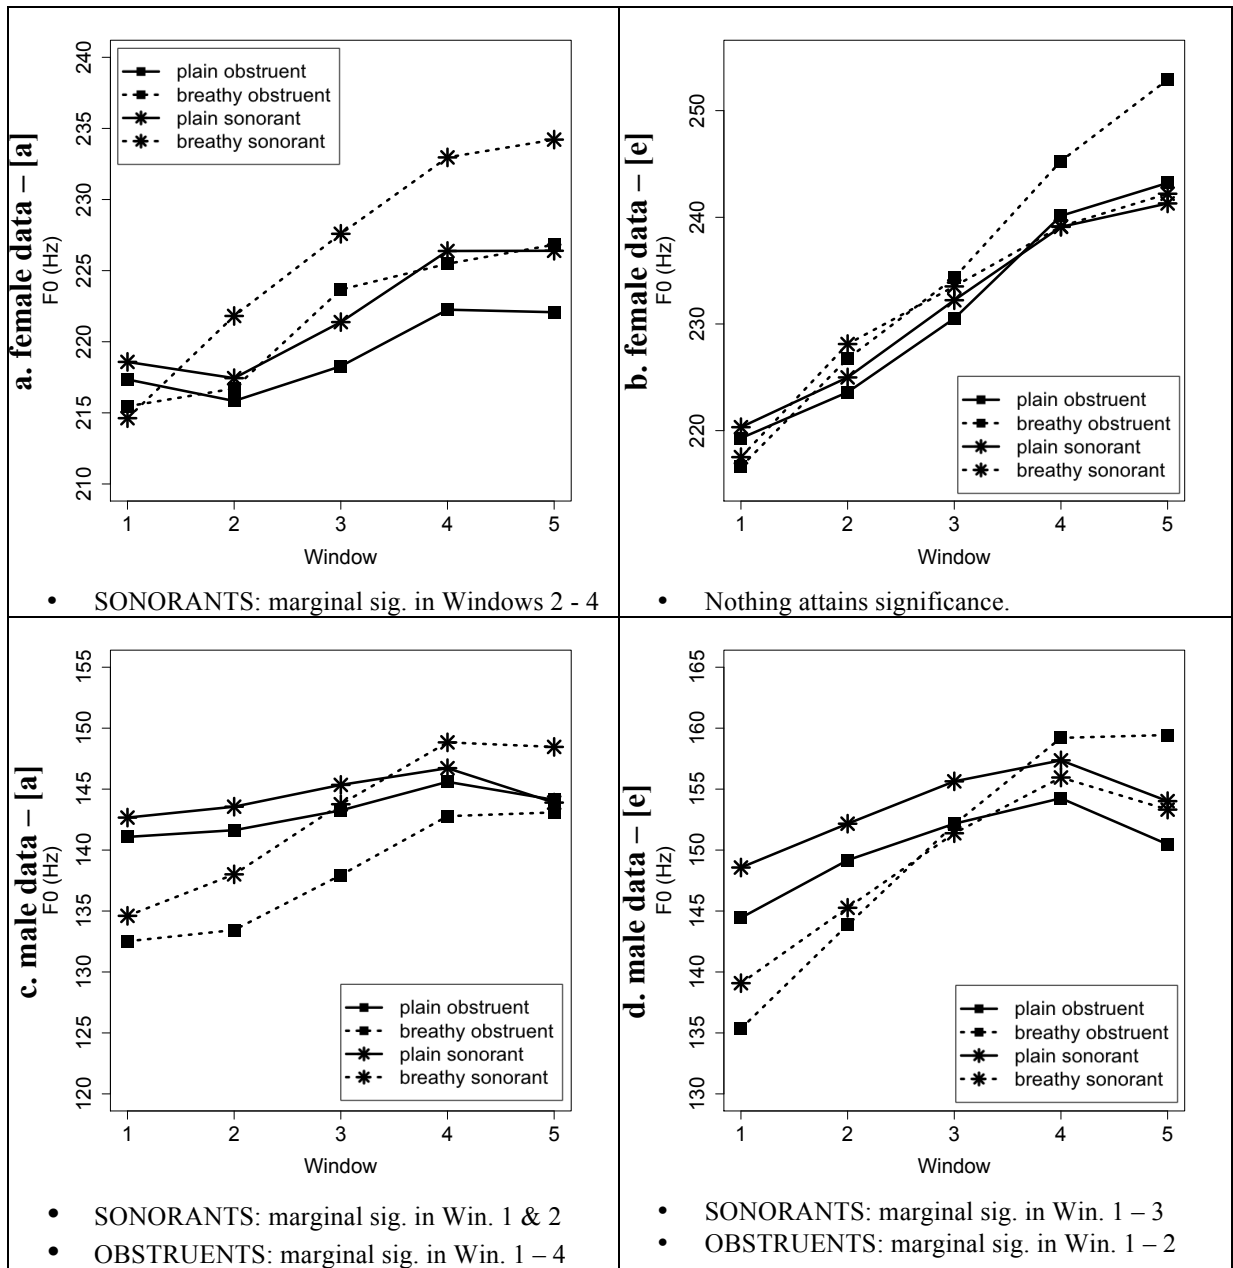 a. female data – [a]
F0 (Hz)
240
235
230
225
220
215
210
plain obstruent
breathy obstruent
plain sonorant
breathy sonorant
1 2 3 4 5
Window
• SONORANTS: marginal sig. in Windows 2 - 4
b. female data – [e]
F0 (Hz)
250
240
230
220
plain obstruent
breathy obstruent
plain sonorant
breathy sonorant
1 2 3 4 5
Window
• Nothing attains significance.
c. male data – [a]
F0 (Hz)
155
150
145
140
135
130
125
120
plain obstruent
breathy obstruent
plain sonorant
breathy sonorant
1 2 3 4 5
Window
• SONORANTS: marginal sig. in Win. 1 & 2
• OBSTRUENTS: marginal sig. in Win. 1 – 4
d. male data – [e]
F0 (Hz)
165
160
155
150
145
140
135
130
plain obstruent
breathy obstruent
plain sonorant
breathy sonorant
1 2 3 4 5
Window
• SONORANTS: marginal sig. in Win. 1 – 3
• OBSTRUENTS: marginal sig. in Win. 1 – 2